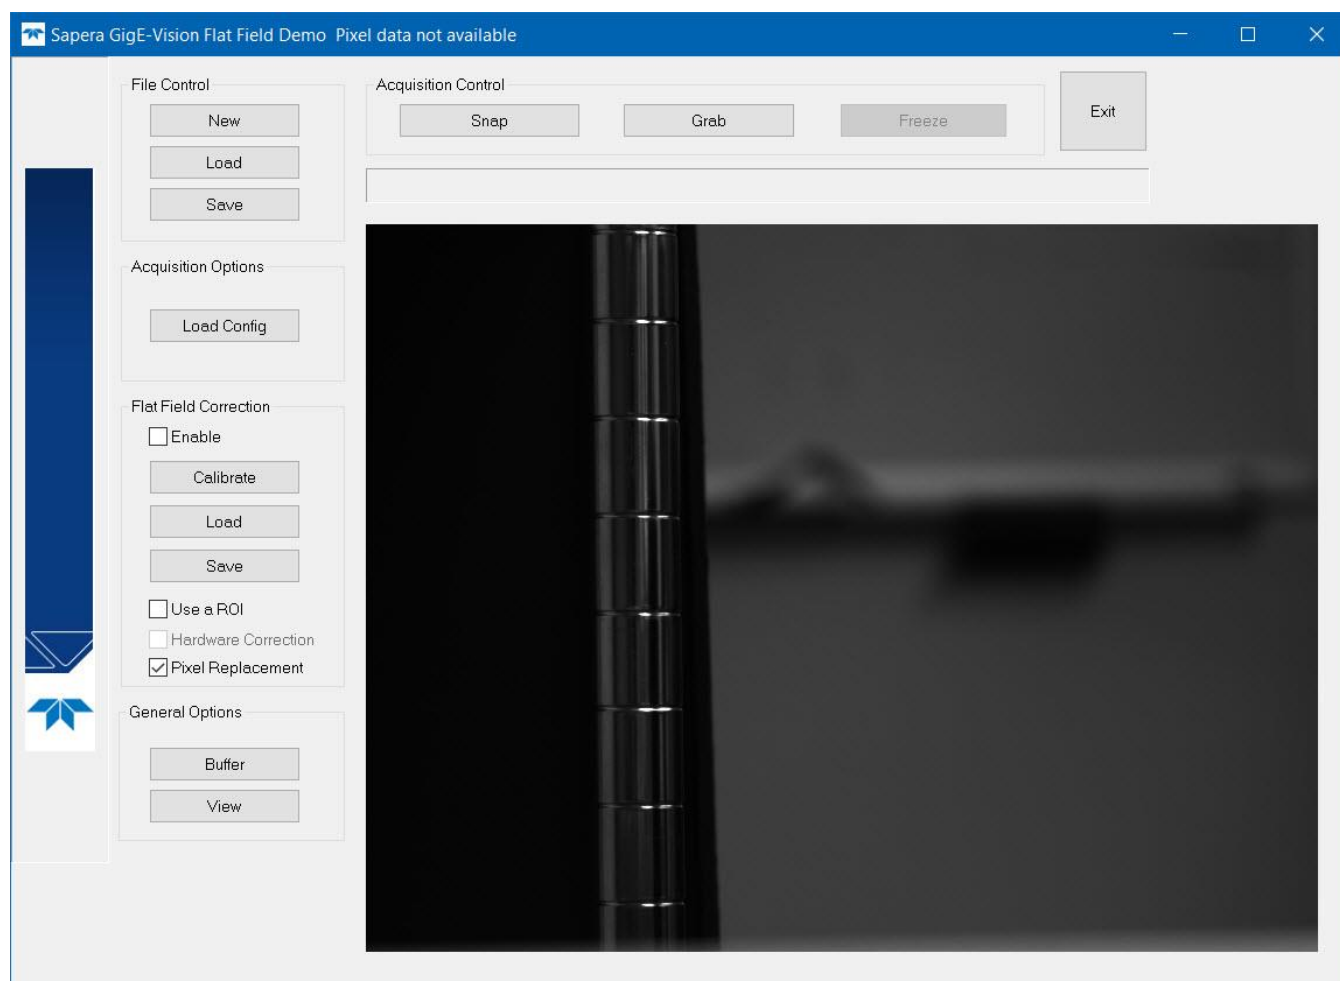 Sapera GigE-Vision Flat Field Demo Pixel data not available
File Control
New
Load
Save
Acquisition Control
Snap Grab Freeze
Exit
Acquisition Options
Load Config
Flat Field Correction
Enable
Calibrate
Load
Save
Use a ROI
Hardware Correction
Pixel Replacement
General Options
Buffer
View